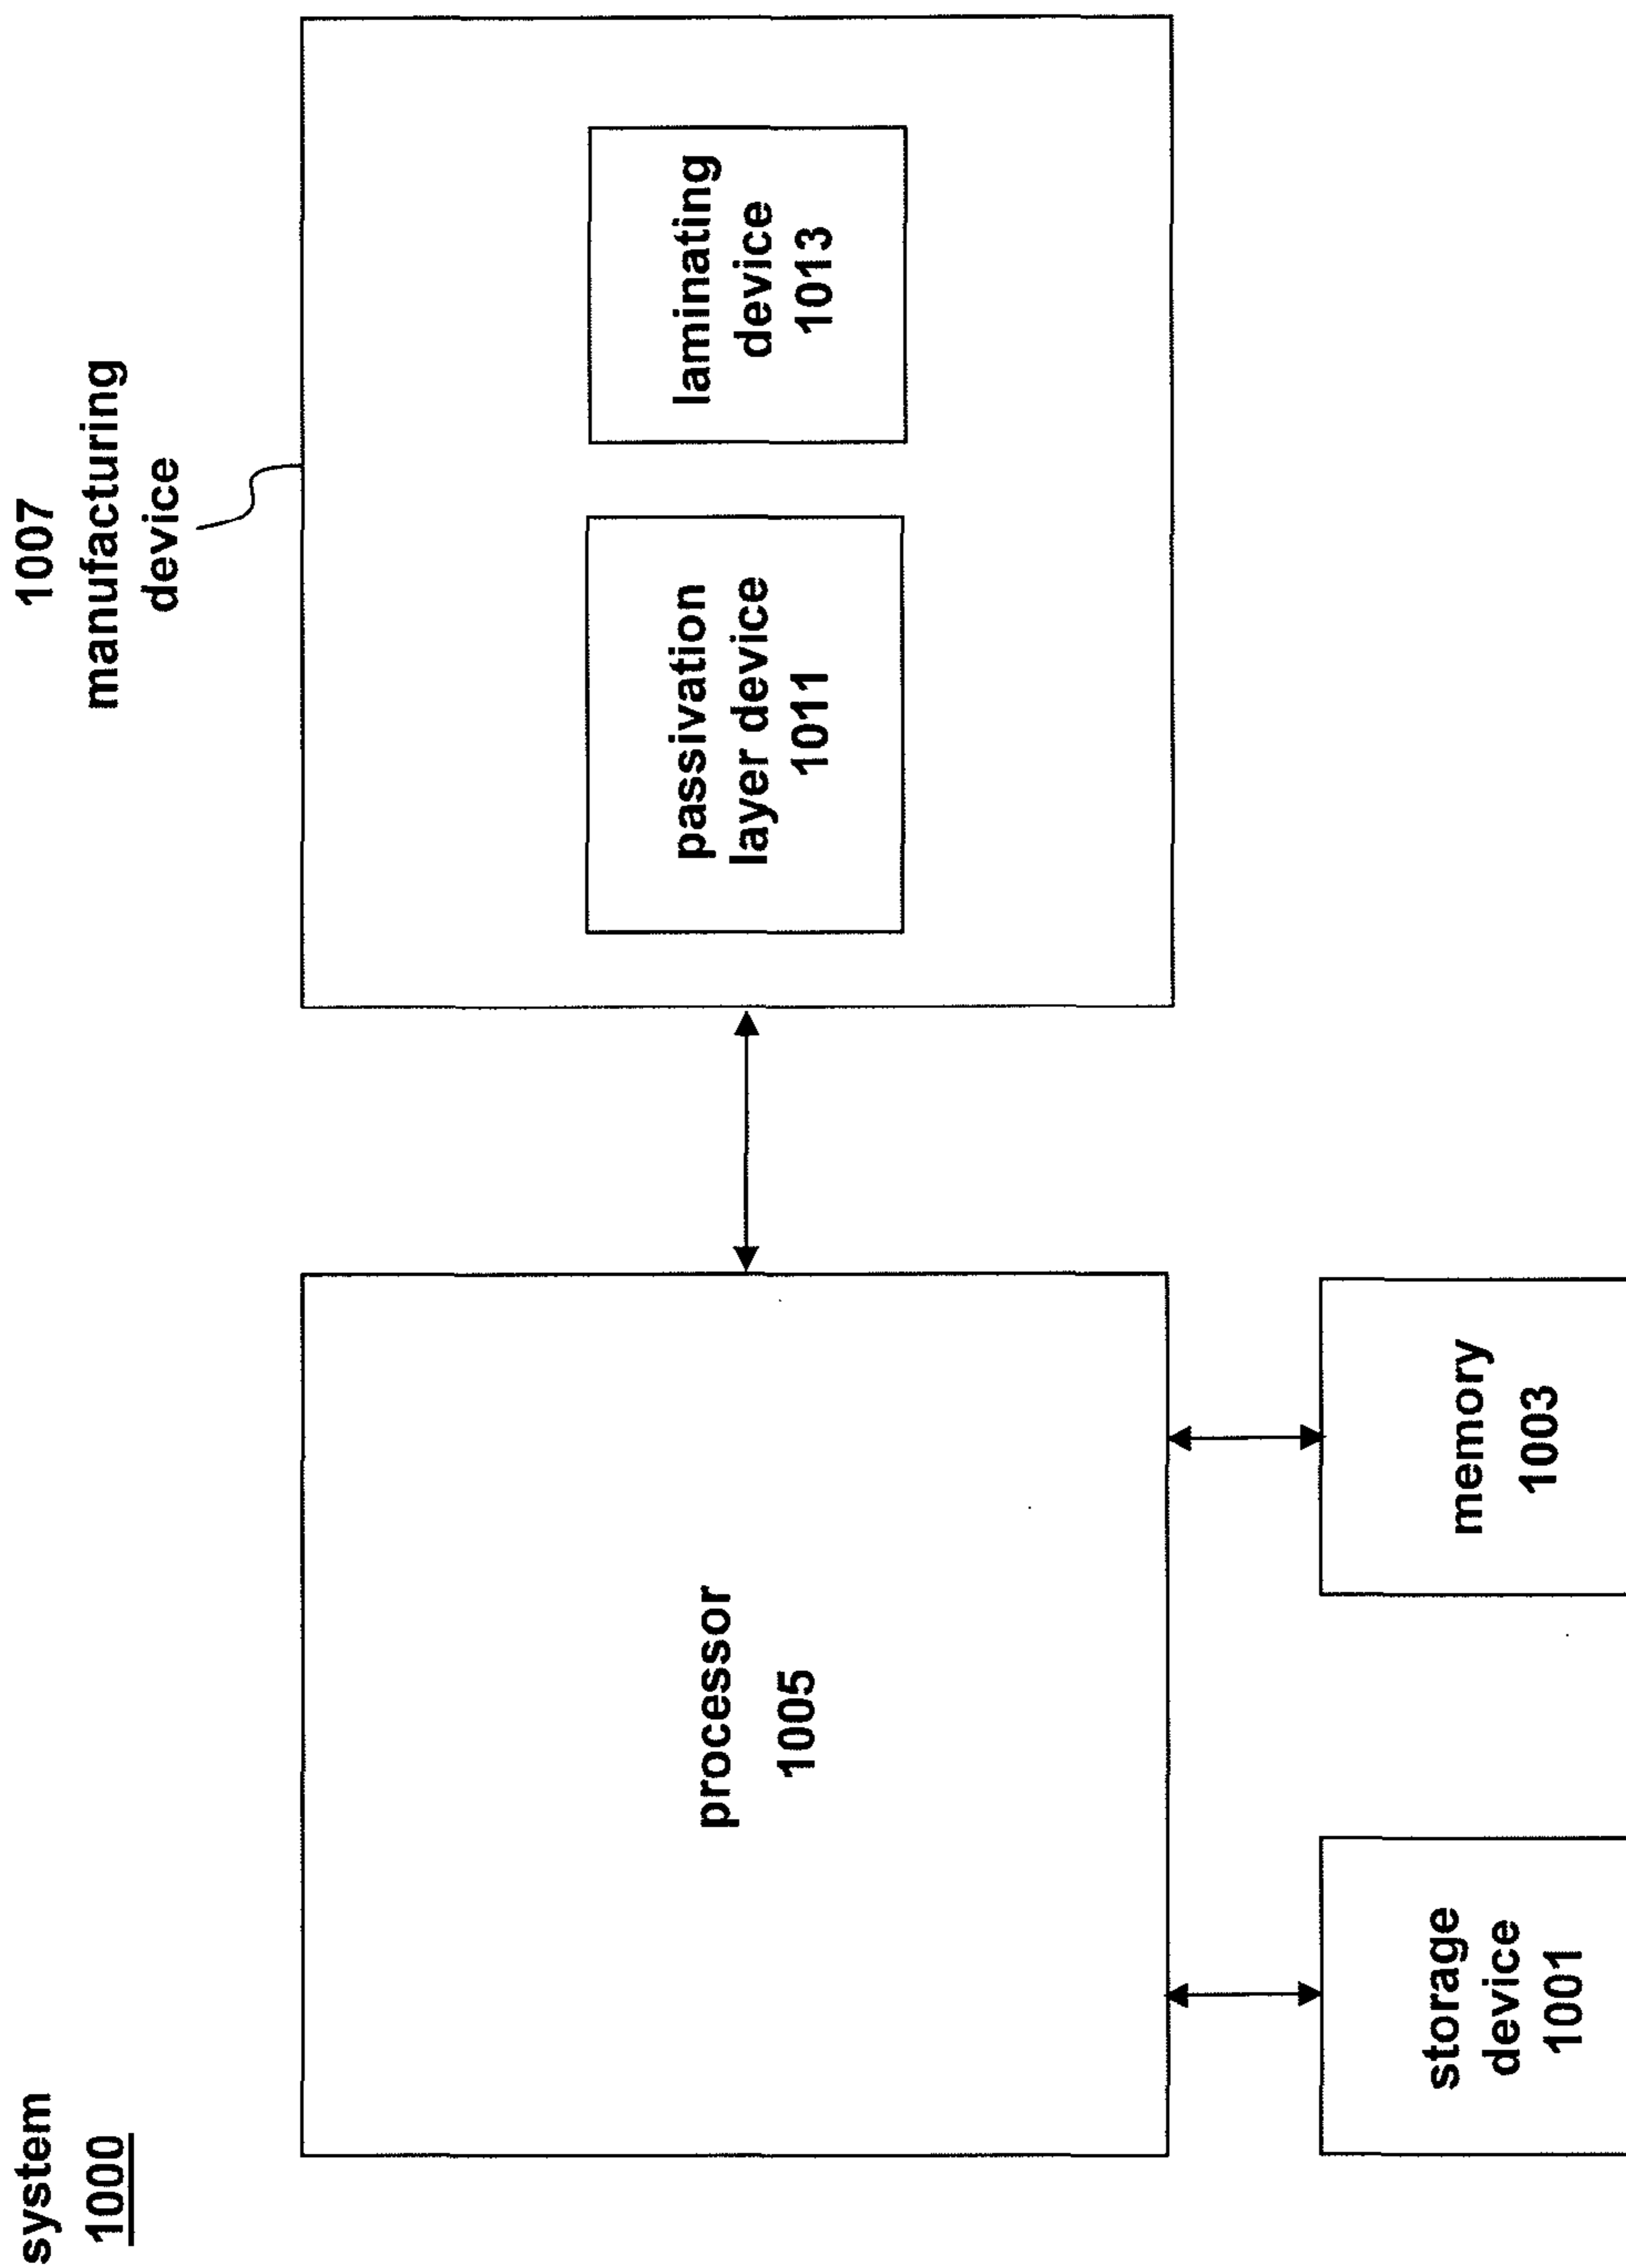 system
1000
processor
1005
storage
device
1001
memory
1003
1007
manufacturing
device
passivation
layer device
1011
laminating
device
1013